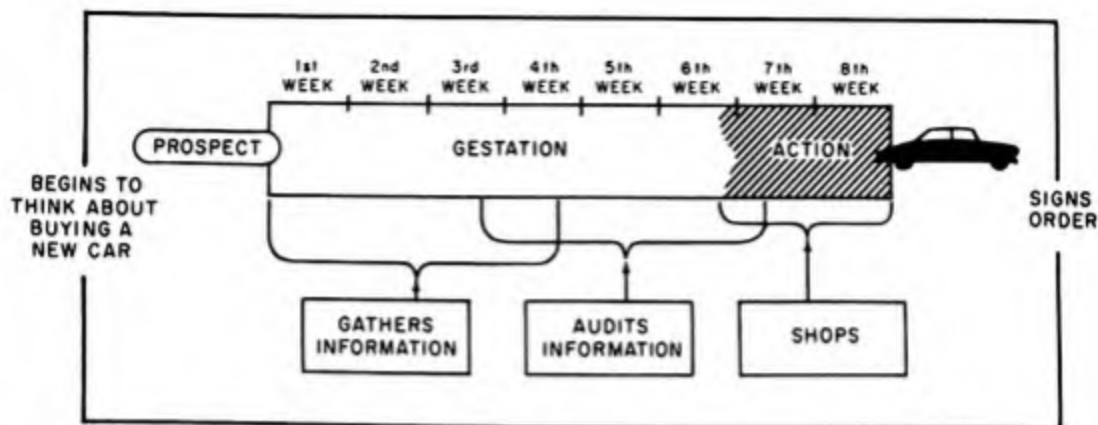 1st 2nd 3rd 4th 5th 6th 7th 8th
WEEK WEEK WEEK WEEK WEEK WEEK WEEK WEEK
PROSPECT
GESTATION
ACTION
BEGINS TO
THINK ABOUT
BUYING A
NEW CAR
SIGNS
ORDER
GATHERS
INFORMATION
AUDITS
INFORMATION
SHOPS